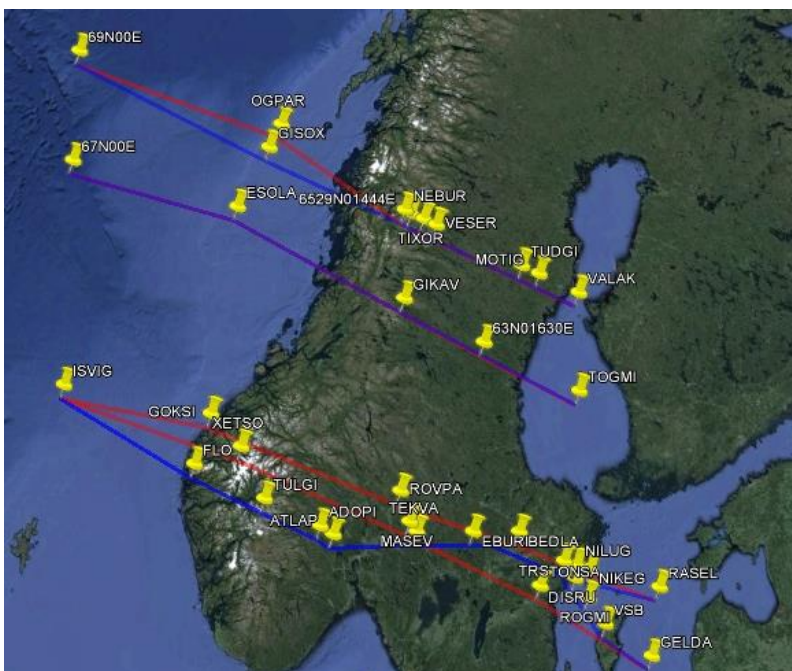 69N00E
OGPAR
GISOX
67N00E
ESOLA
6529N01444E
NEBUR
TIXOR
VESER
MOTIG
TUDGI
VALAK
GIKAV
63N01630E
TOGMI
ISVIG
GOKSI
XETSO
FLO
TULGI
ROVPA
ATLAP
ADOPI
TEKVA
MASEV
EBURI
BEDLA
NILUG
TRS
TONSA
NIKEG
RASEL
DISRU
ROGMI
VSB
GELDA